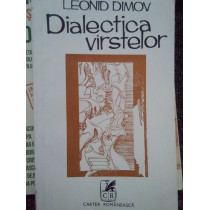 LEONID DIMOV
Dialectica
vîrstelor
CR
CARTEA ROMÂNEASCĂ